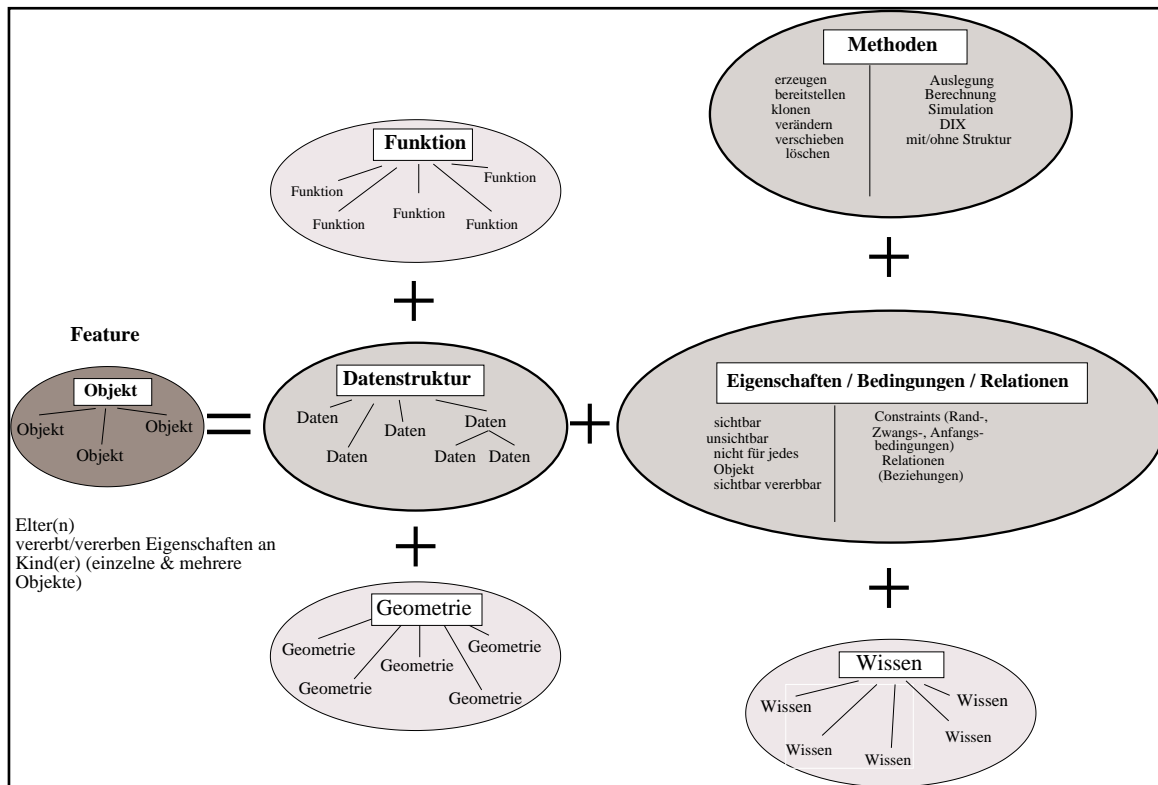 Methoden
erzeugen
bereitstellen
klonen
verändern
verschieben
löschen
Auslegung
Berechnung
Simulation
DIX
mit/ohne Struktur
Funktion
Funktion
Funktion
Funktion
Funktion
Funktion
+
+
Feature
Objekt
Objekt
Objekt
Objekt
=
Datenstruktur
Daten
Daten
Daten
Daten
Daten
Daten
+
Eigenschaften / Bedingungen / Relationen
sichtbar
unsichtbar
nicht für jedes
Objekt
sichtbar vererbbar
Constraints (Rand-,
Zwangs-, Anfangs-
bedingungen)
Relationen
(Beziehungen)
Elter(n)
vererbt/vererben Eigenschaften an
Kind(er) (einzelne & mehrere
Objekte)
+
+
Geometrie
Geometrie
Geometrie
Geometrie
Geometrie
Geometrie
Wissen
Wissen
Wissen
Wissen
Wissen
Wissen